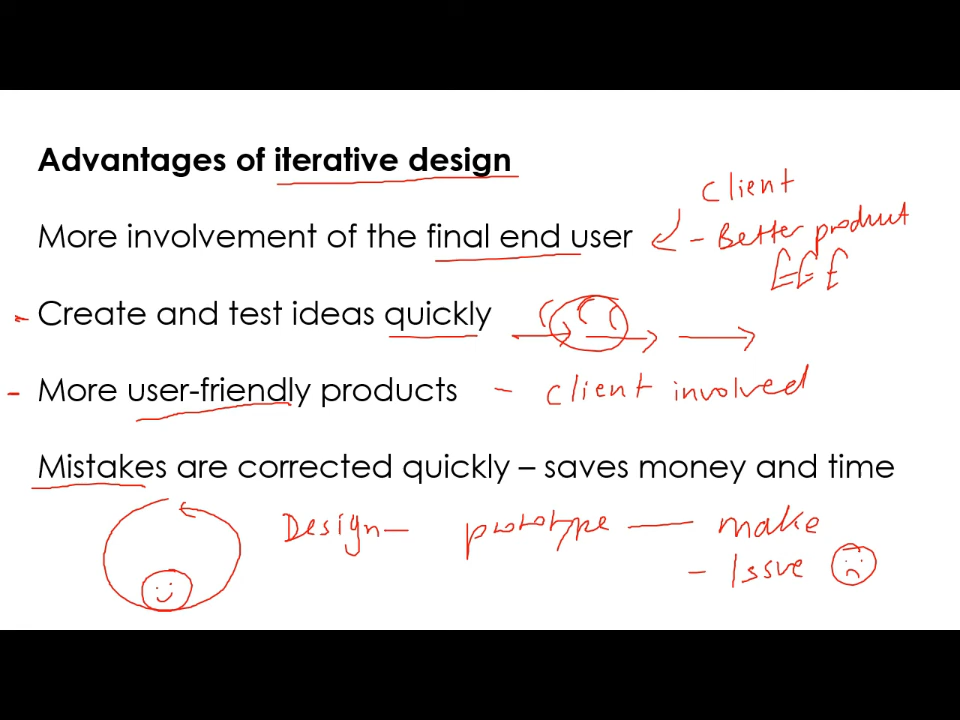 Advantages of iterative design
client
More involvement of the final end user
- Better product
£££
Create and test ideas quickly
- More user-friendly products - client involved
Mistakes are corrected quickly – saves money and time
Design — prototype — make
- Issue